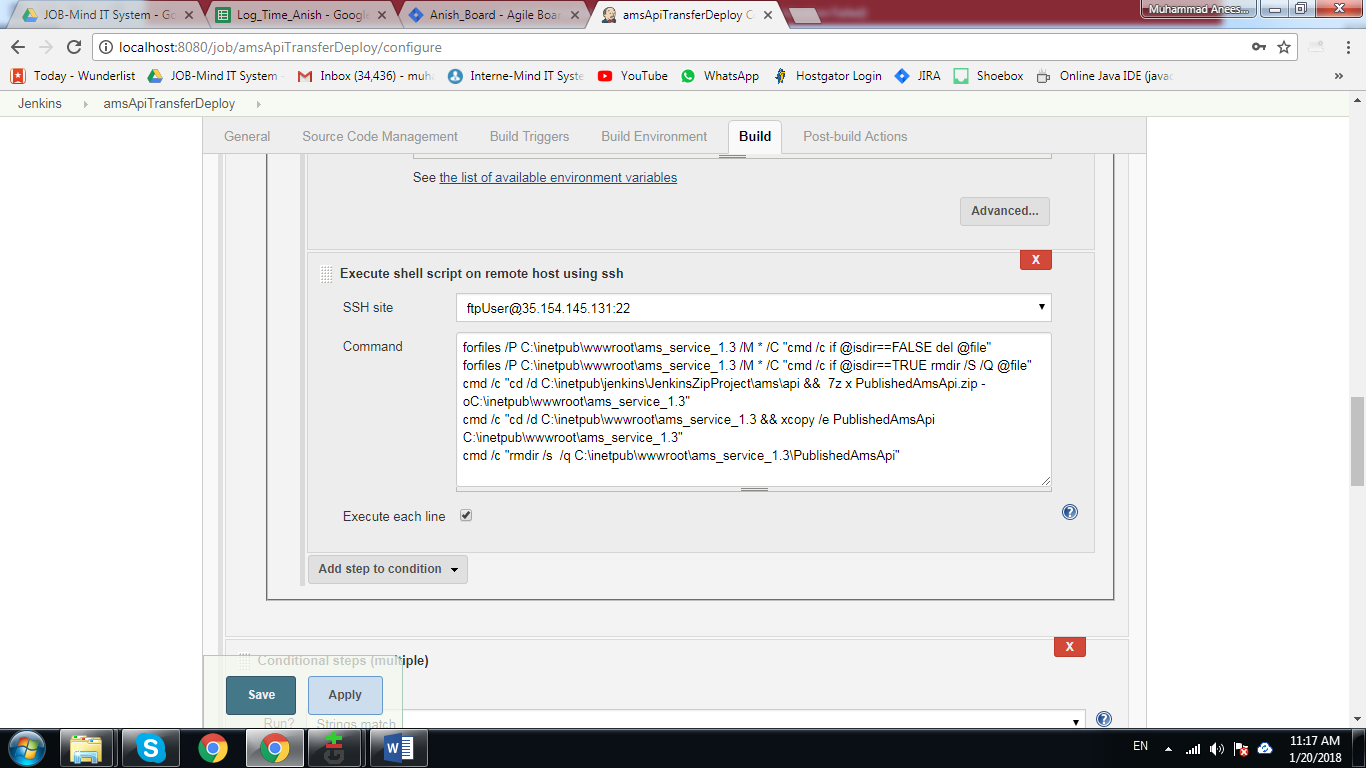 JOB-Mind IT System - Go
Log_Time_Anish - Google
Anish_Board - Agile Boar
amsApiTransferDeploy C
Muhammad Anees...
localhost:8080/job/amsApiTransferDeploy/configure
Today - Wunderlist JOB-Mind IT System Inbox (34,436) - muh Interne-Mind IT Syste YouTube WhatsApp Hostgator Login JIRA Shoebox Online Java IDE (javac »
Jenkins amsApiTransferDeploy
General Source Code Management Build Triggers Build Environment Build Post-build Actions
See the list of available environment variables
Advanced...
X
Execute shell script on remote host using ssh
SSH site ftpUser@35.154.145.131:22
Command
forfiles /P C:\inetpub\wwwroot\ams_service_1.3 /M * /C "cmd /c if @isdir==FALSE del @file"
forfiles /P C:\inetpub\wwwroot\ams_service_1.3 /M * /C "cmd /c if @isdir==TRUE rmdir /S /Q @file"
cmd /c "cd /d C:\inetpub\jenkins\JenkinsZipProject\ams\api &&  7z x PublishedAmsApi.zip -
oC:\inetpub\wwwroot\ams_service_1.3"
cmd /c "cd /d C:\inetpub\wwwroot\ams_service_1.3 && xcopy /e PublishedAmsApi
C:\inetpub\wwwroot\ams_service_1.3"
cmd /c "rmdir /s  /q C:\inetpub\wwwroot\ams_service_1.3\PublishedAmsApi"
Execute each line
Add step to condition
X
Conditional steps (multiple)
Save Apply
Run? Strings match
EN
11:17 AM
1/20/2018